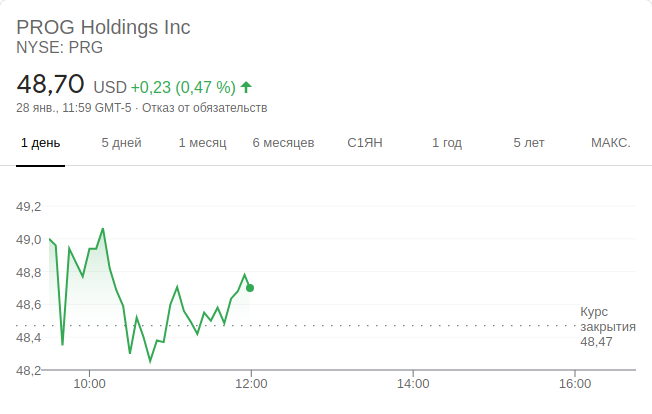 PROG Holdings Inc
NYSE: PRG
48,70 USD +0,23 (0,47 %)
28 янв., 11:59 GMT-5 · Отказ от обязательств
1 день 5 дней 1 месяц 6 месяцев С1ЯН 1 год 5 лет МАКС.
49,2
49,0
48,8
48,6
48,4
48,2
Курс
закрытия
48,47
10:00 12:00 14:00 16:00